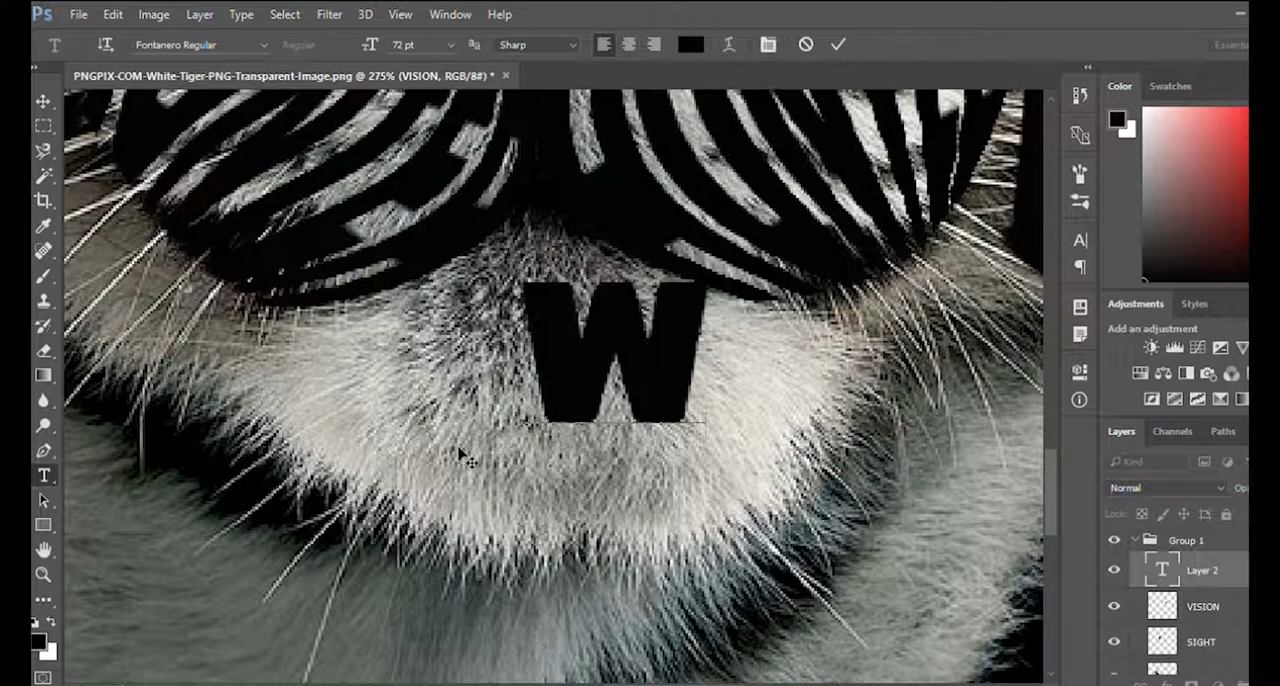 Ps File Edit Image Layer Type Select Filter 3D View Window Help
T Fontanero Regular Regular 72 pt Sharp Essentia
PNGPIX-COM-White-Tiger-PNG-Transparent-Image.png @ 275% (VISION, RGB/8#) *
Color Swatches
W
Adjustments Styles
Add an adjustment
Layers Channels Paths
Kind
Normal Opa
Lock:
Group 1
Layer 2
VISION
SIGHT